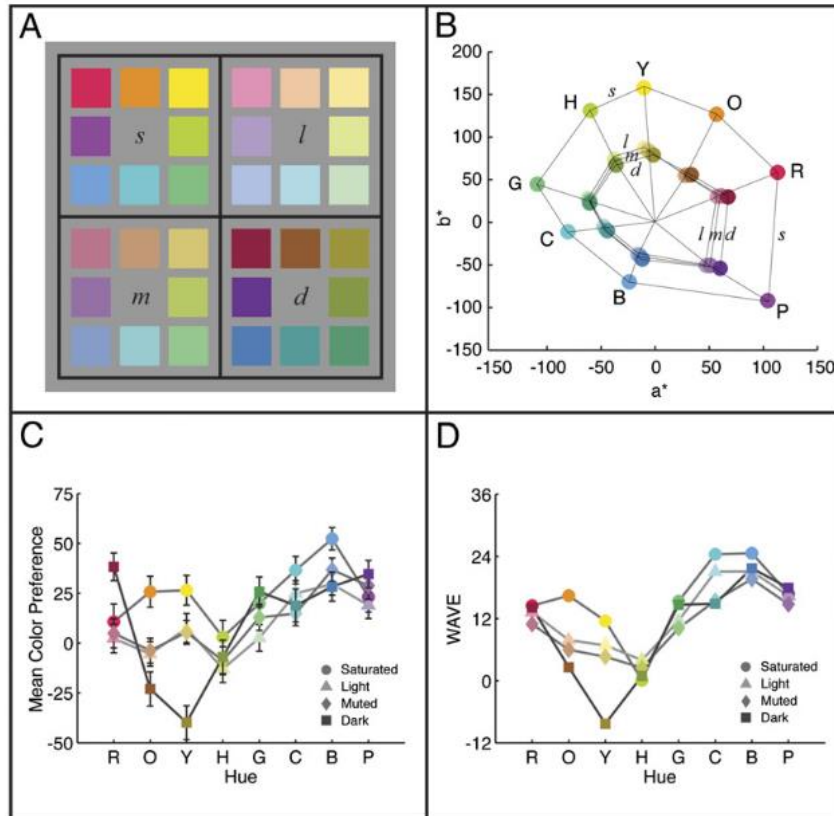 A
s
l
m
d
B
200
150
100
50
0
-50
-100
-150
b*
-150
-100
-50
0
50
100
150
a*
Y
O
R
P
B
C
G
H
s
l
m
d
l m d
s
C
75
50
25
0
-25
-50
Mean Color Preference
Saturated
Light
Muted
Dark
R O Y H G C B P
Hue
D
36
24
12
0
-12
WAVE
Saturated
Light
Muted
Dark
R O Y H G C B P
Hue